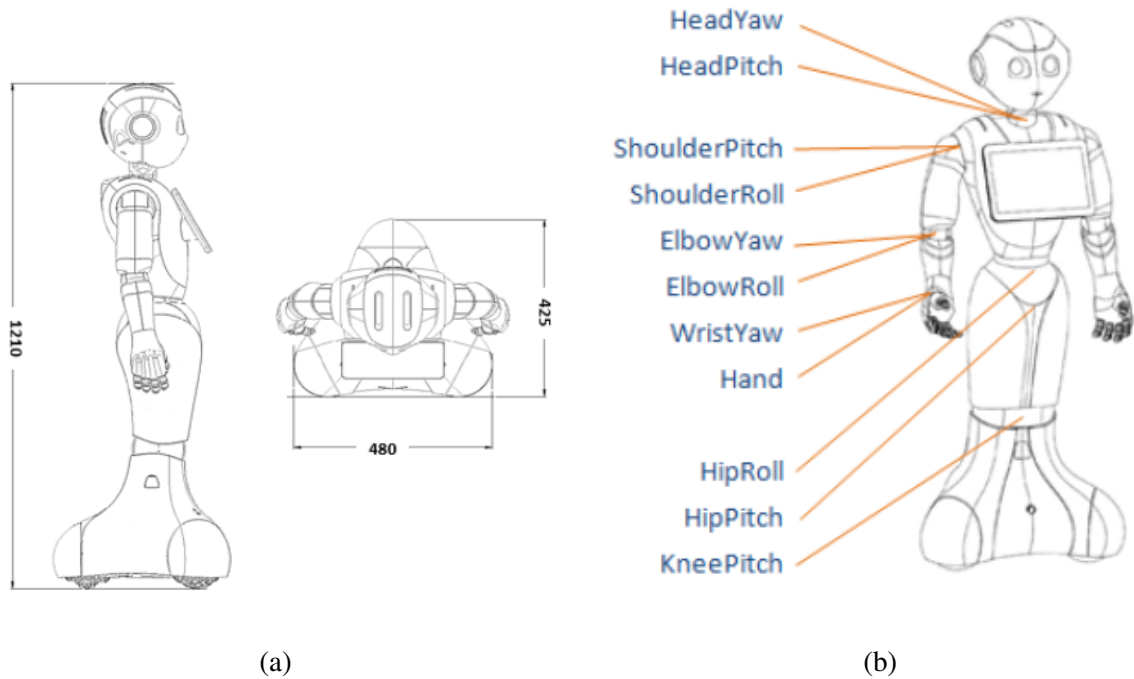 1210
425
480
(a)
HeadYaw
HeadPitch
ShoulderPitch
ShoulderRoll
ElbowYaw
ElbowRoll
WristYaw
Hand
HipRoll
HipPitch
KneePitch
(b)